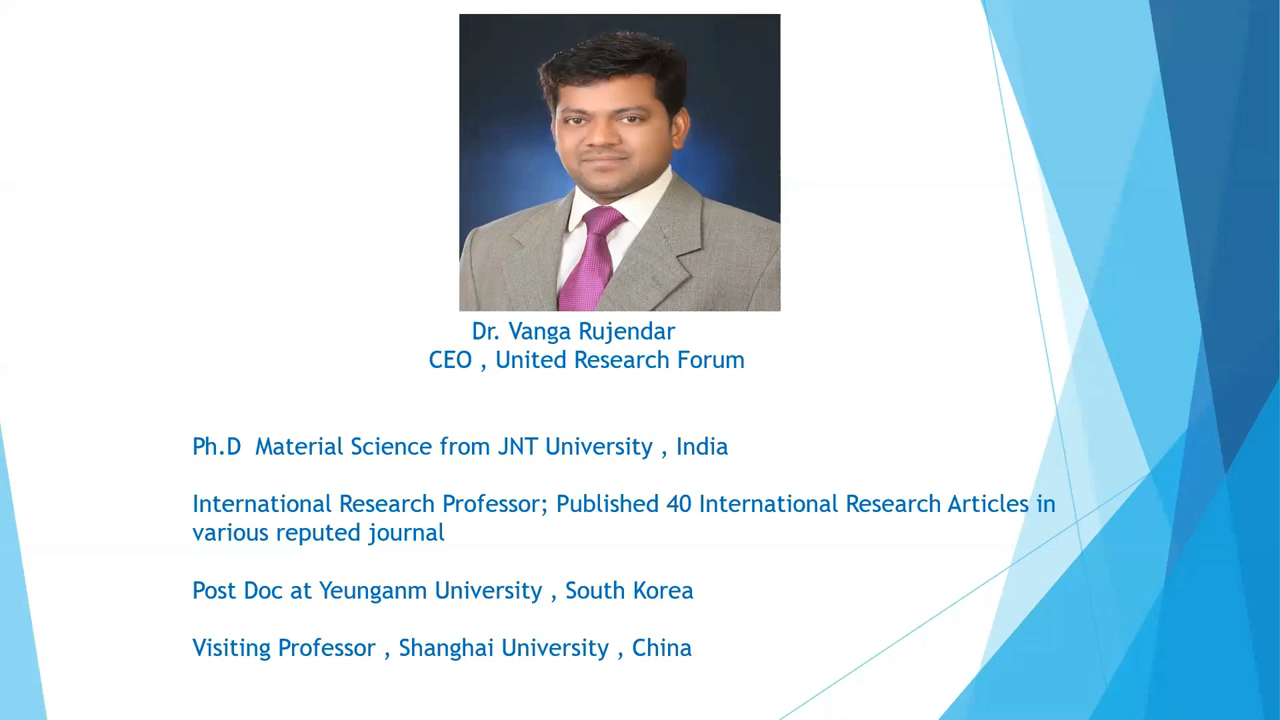 Dr. Vanga Rujendar
CEO , United Research Forum
Ph.D  Material Science from JNT University , India
International Research Professor; Published 40 International Research Articles in
various reputed journal
Post Doc at Yeunganm University , South Korea
Visiting Professor , Shanghai University , China